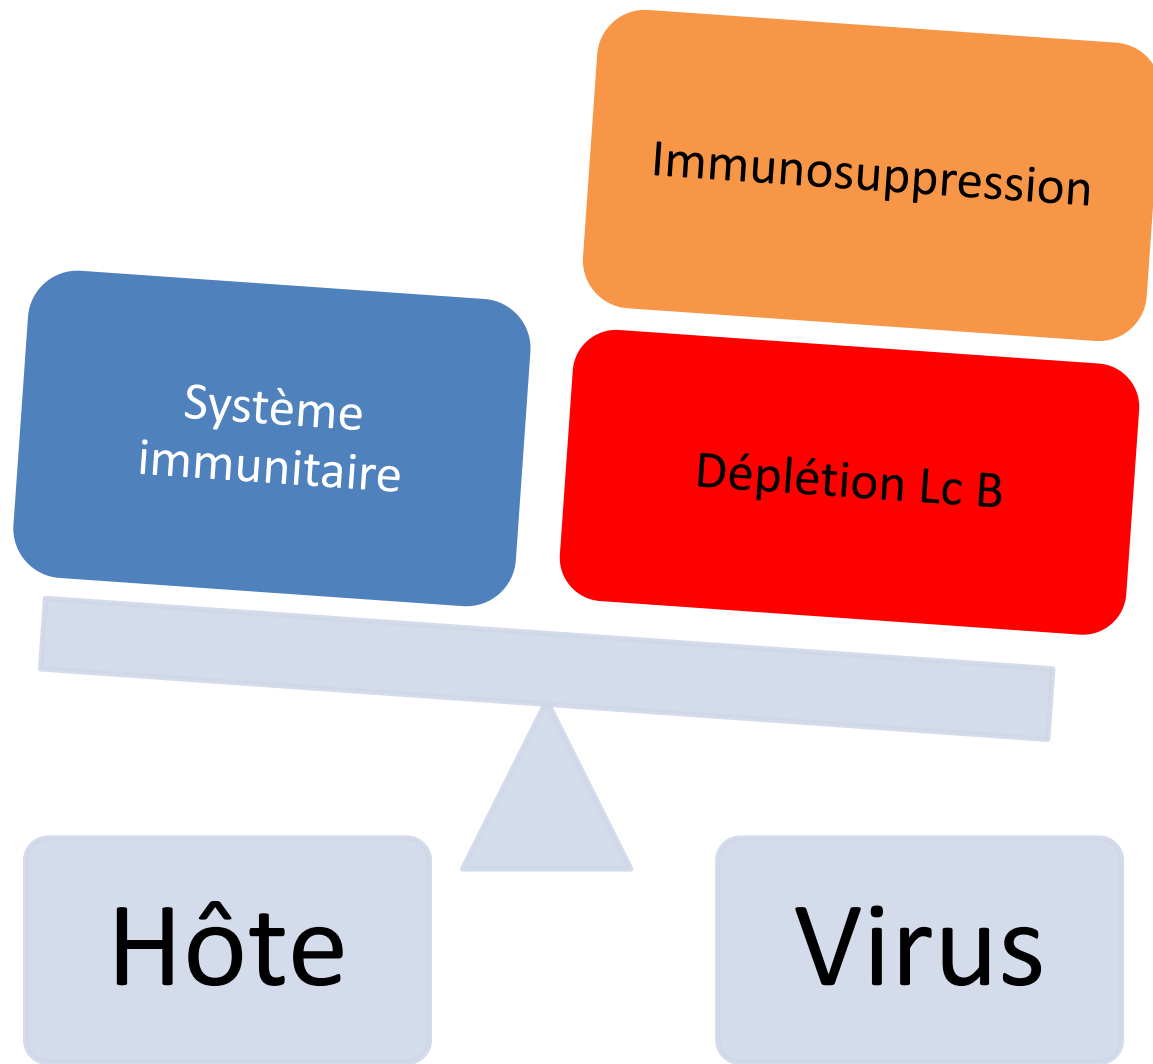 Immunosuppression
Système
immunitaire
Déplétion Lc B
Hôte
Virus